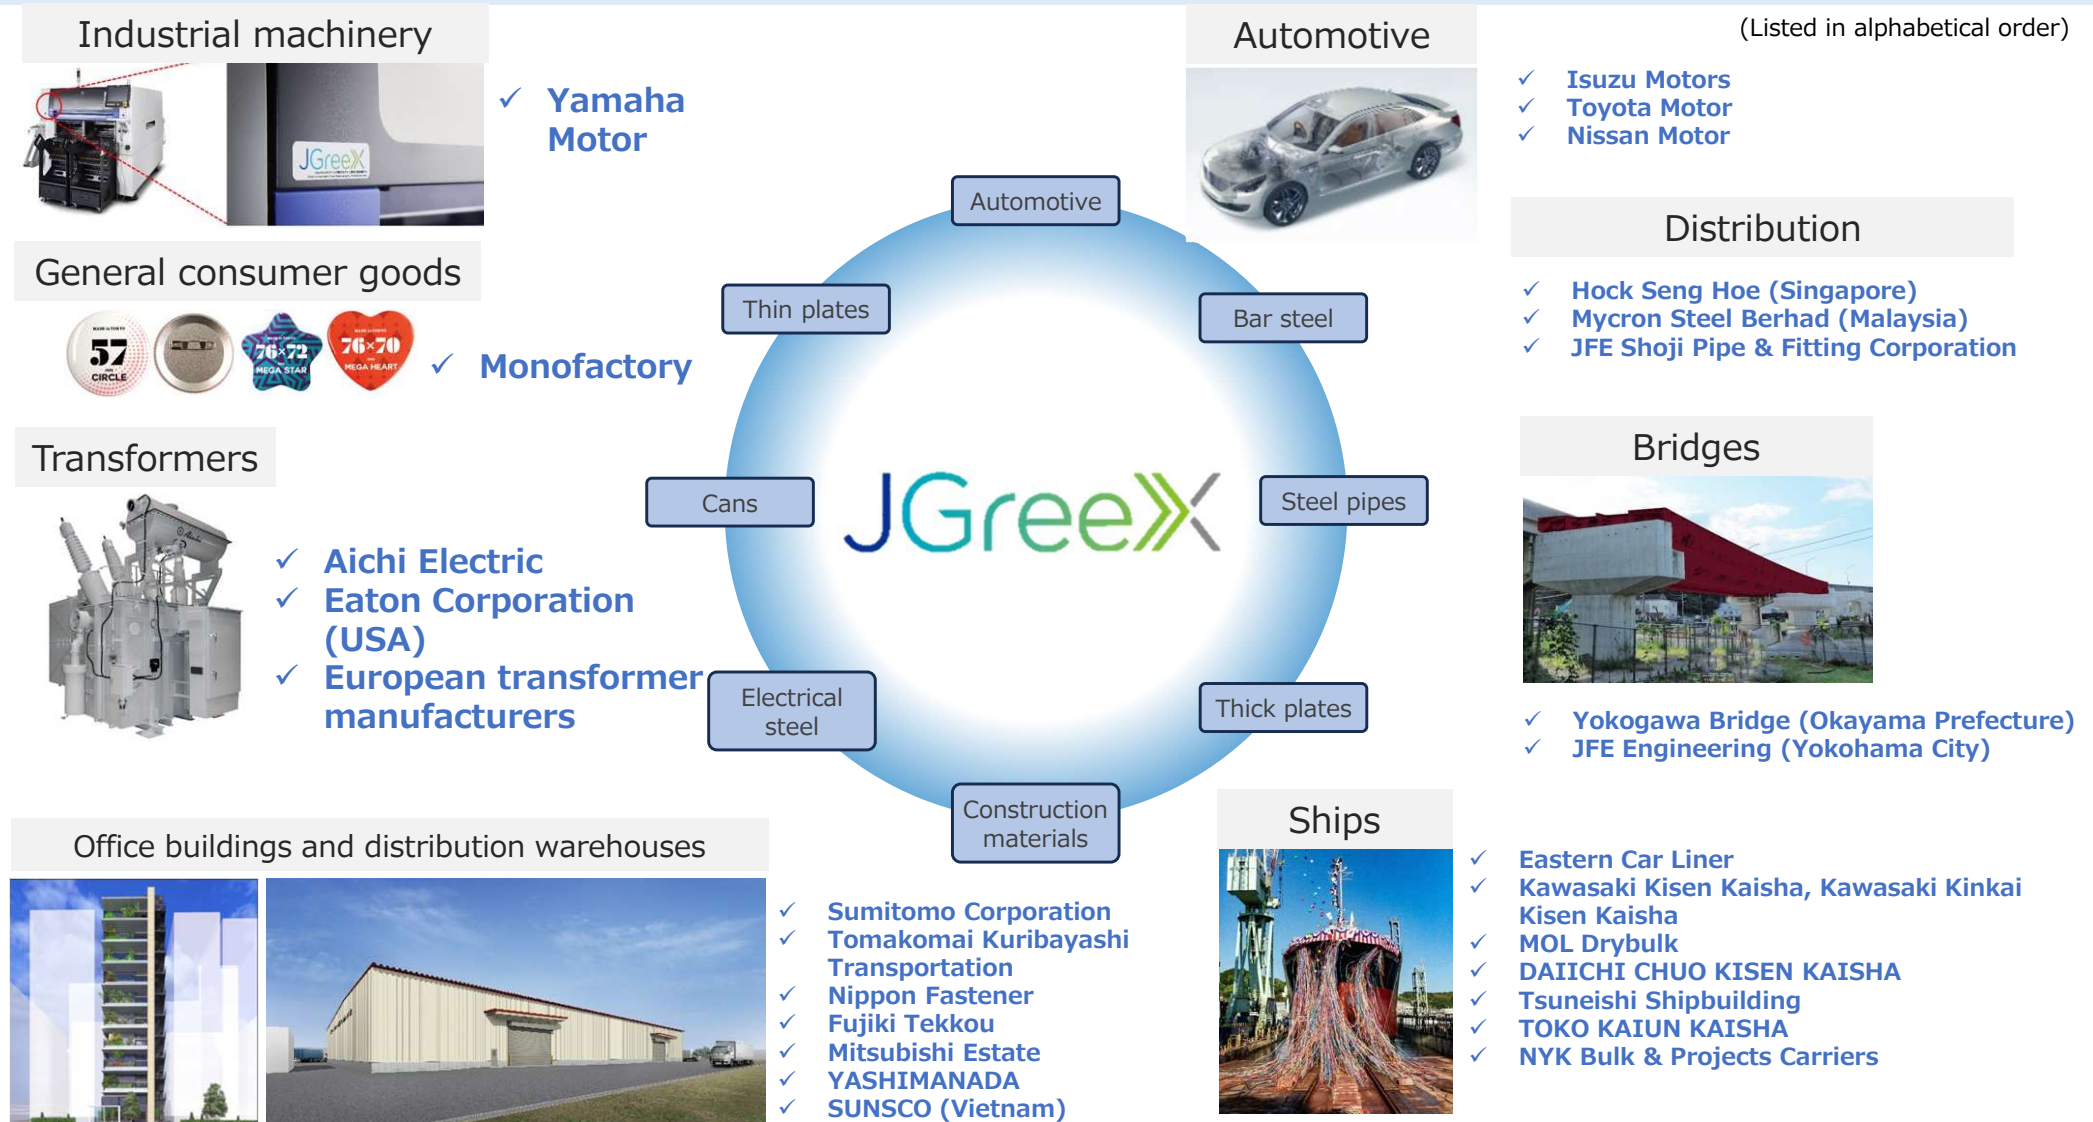 Industrial machinery
JGreeX
✓ Yamaha
Motor
General consumer goods
MADE in TOKYO
57
CIRCLE
76×72
MEGA STAR
76×70
MEGA HEART
✓ Monofactory
Transformers
✓ Aichi Electric
✓ Eaton Corporation
(USA)
✓ European transformer
manufacturers
Office buildings and distribution warehouses
✓ Sumitomo Corporation
✓ Tomakomai Kuribayashi
Transportation
✓ Nippon Fastener
✓ Fujiki Tekkou
✓ Mitsubishi Estate
✓ YASHIMANADA
✓ SUNSCO (Vietnam)
Automotive
Thin plates
Bar steel
Cans
JGreeX
Steel pipes
Electrical
steel
Thick plates
Construction
materials
Automotive
(Listed in alphabetical order)
✓ Isuzu Motors
✓ Toyota Motor
✓ Nissan Motor
Distribution
✓ Hock Seng Hoe (Singapore)
✓ Mycron Steel Berhad (Malaysia)
✓ JFE Shoji Pipe & Fitting Corporation
Bridges
✓ Yokogawa Bridge (Okayama Prefecture)
✓ JFE Engineering (Yokohama City)
Ships
✓ Eastern Car Liner
✓ Kawasaki Kisen Kaisha, Kawasaki Kinkai
Kisen Kaisha
✓ MOL Drybulk
✓ DAIICHI CHUO KISEN KAISHA
✓ Tsuneishi Shipbuilding
✓ TOKO KAIUN KAISHA
✓ NYK Bulk & Projects Carriers